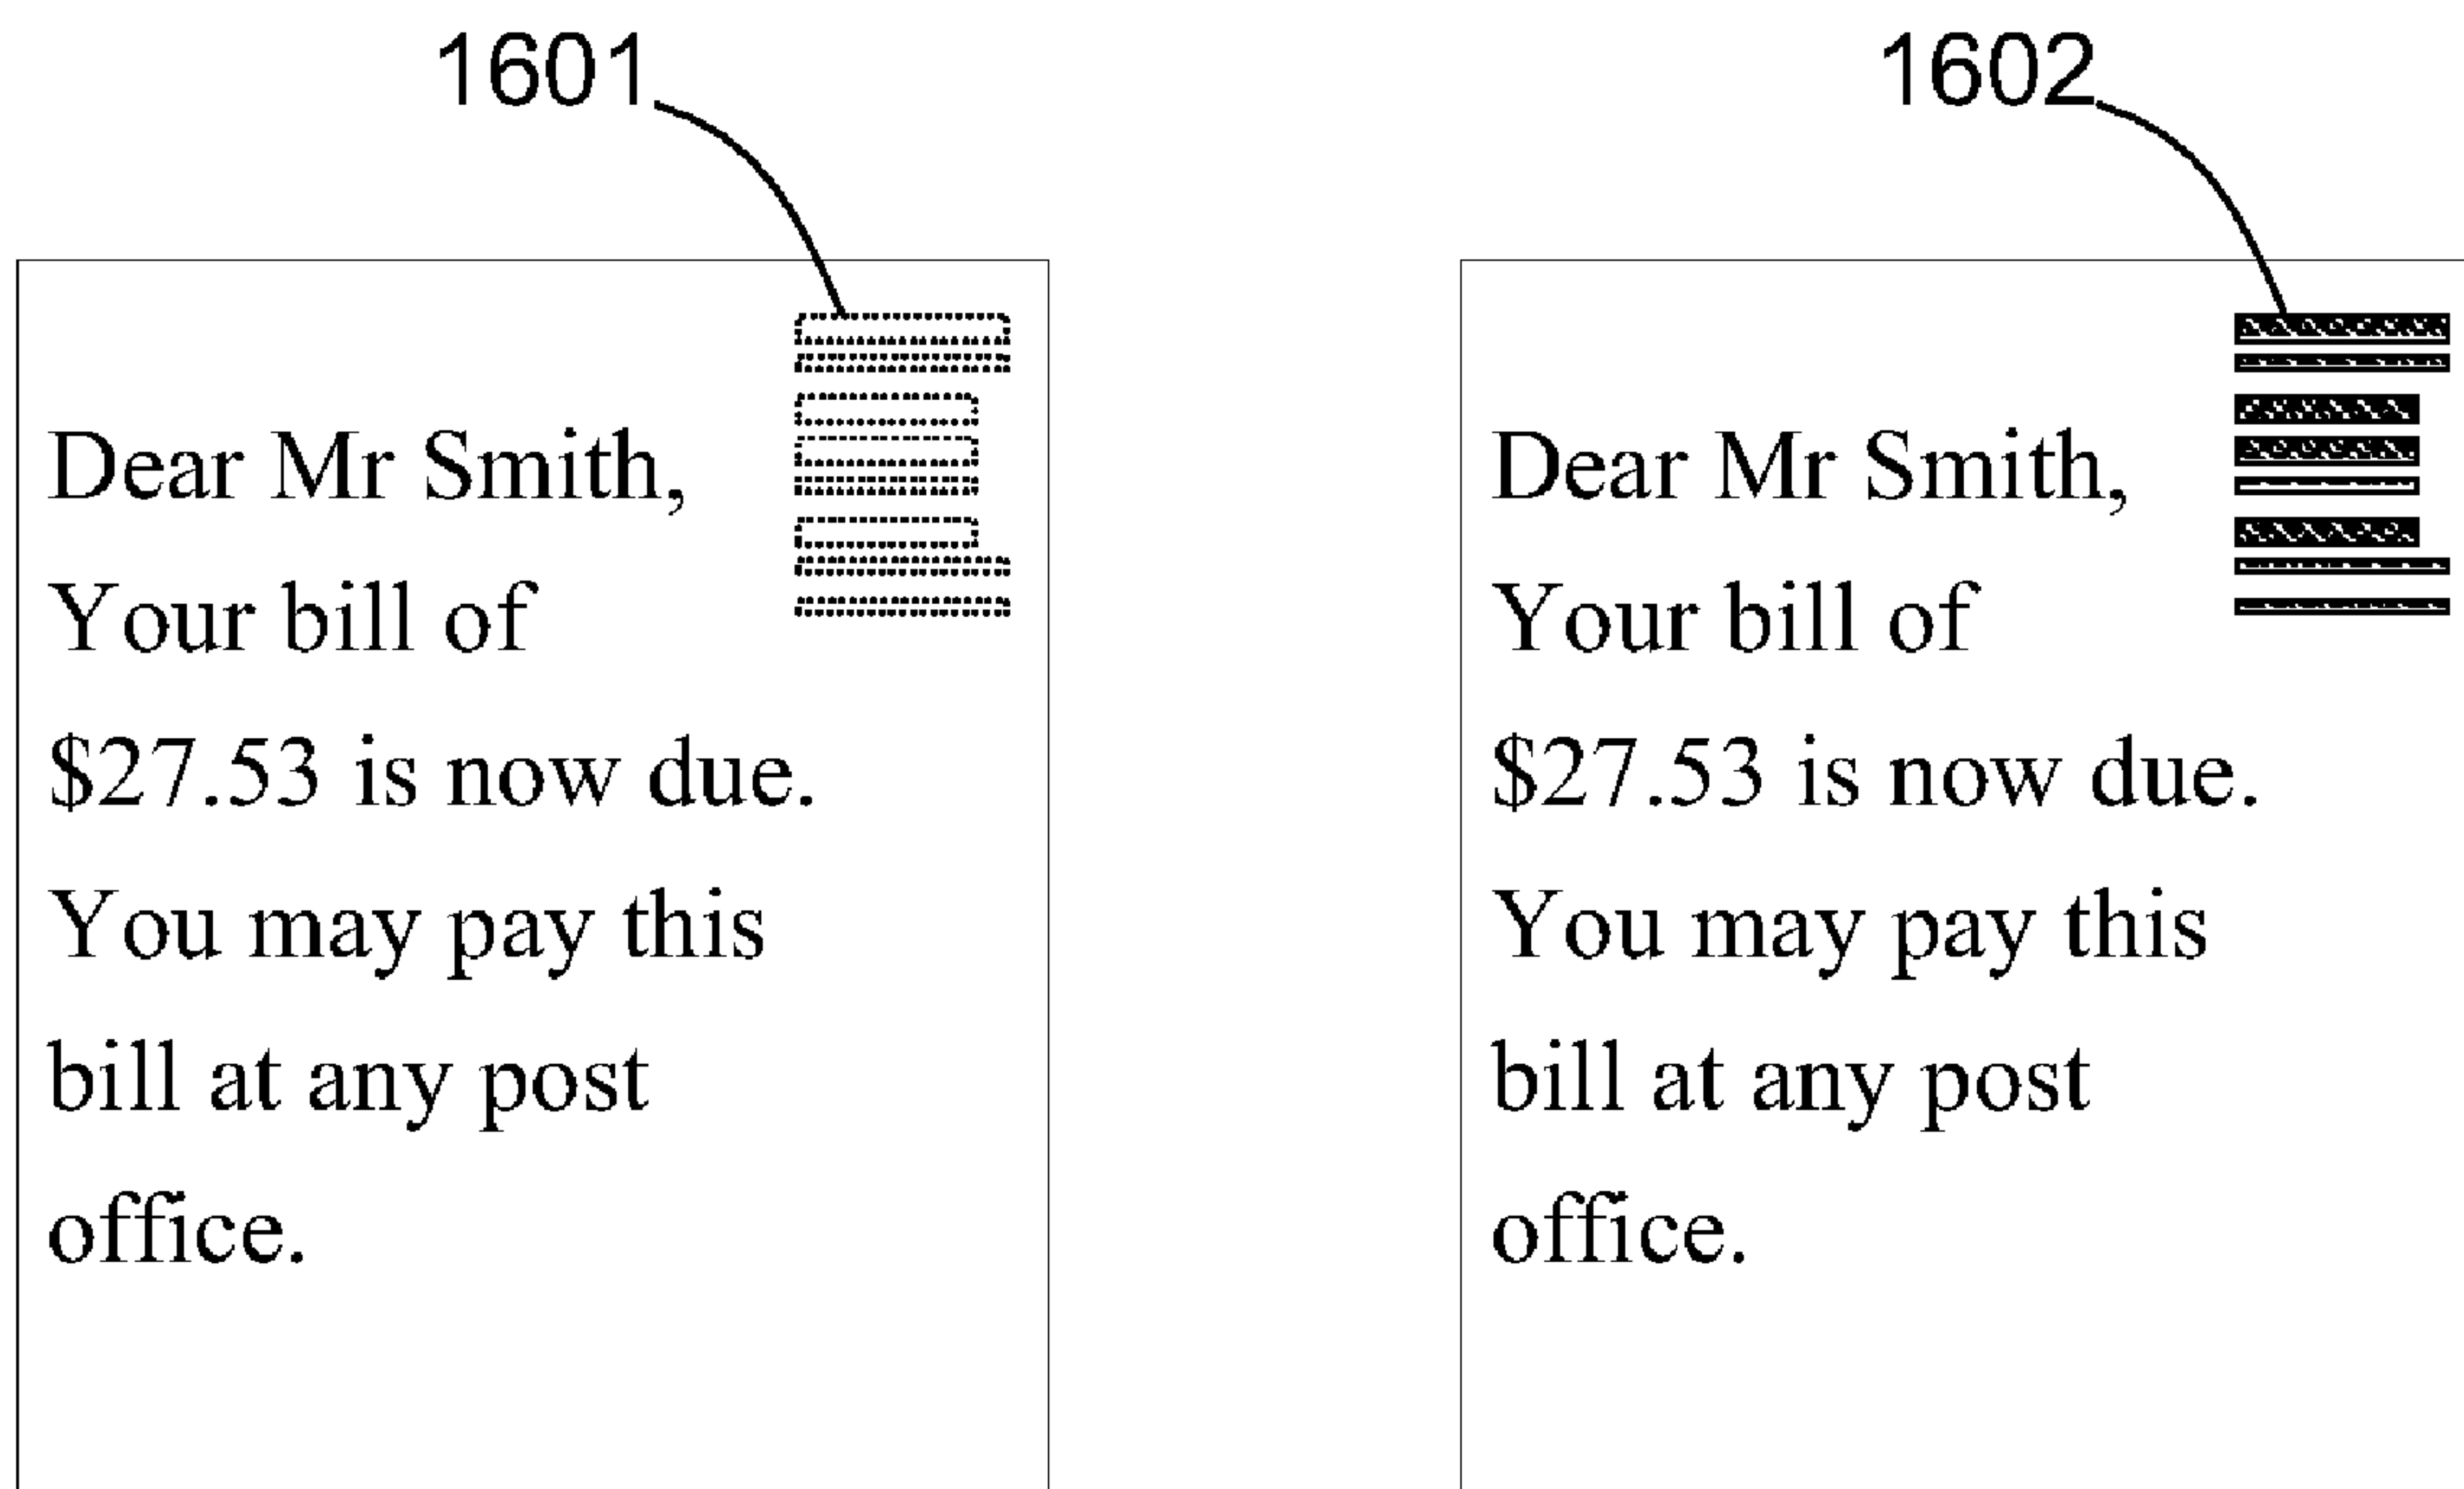 1601
Dear Mr Smith,
Your bill of
$27.53 is now due.
You may pay this
bill at any post
office.
1602
Dear Mr Smith,
Your bill of
$27.53 is now due.
You may pay this
bill at any post
office.